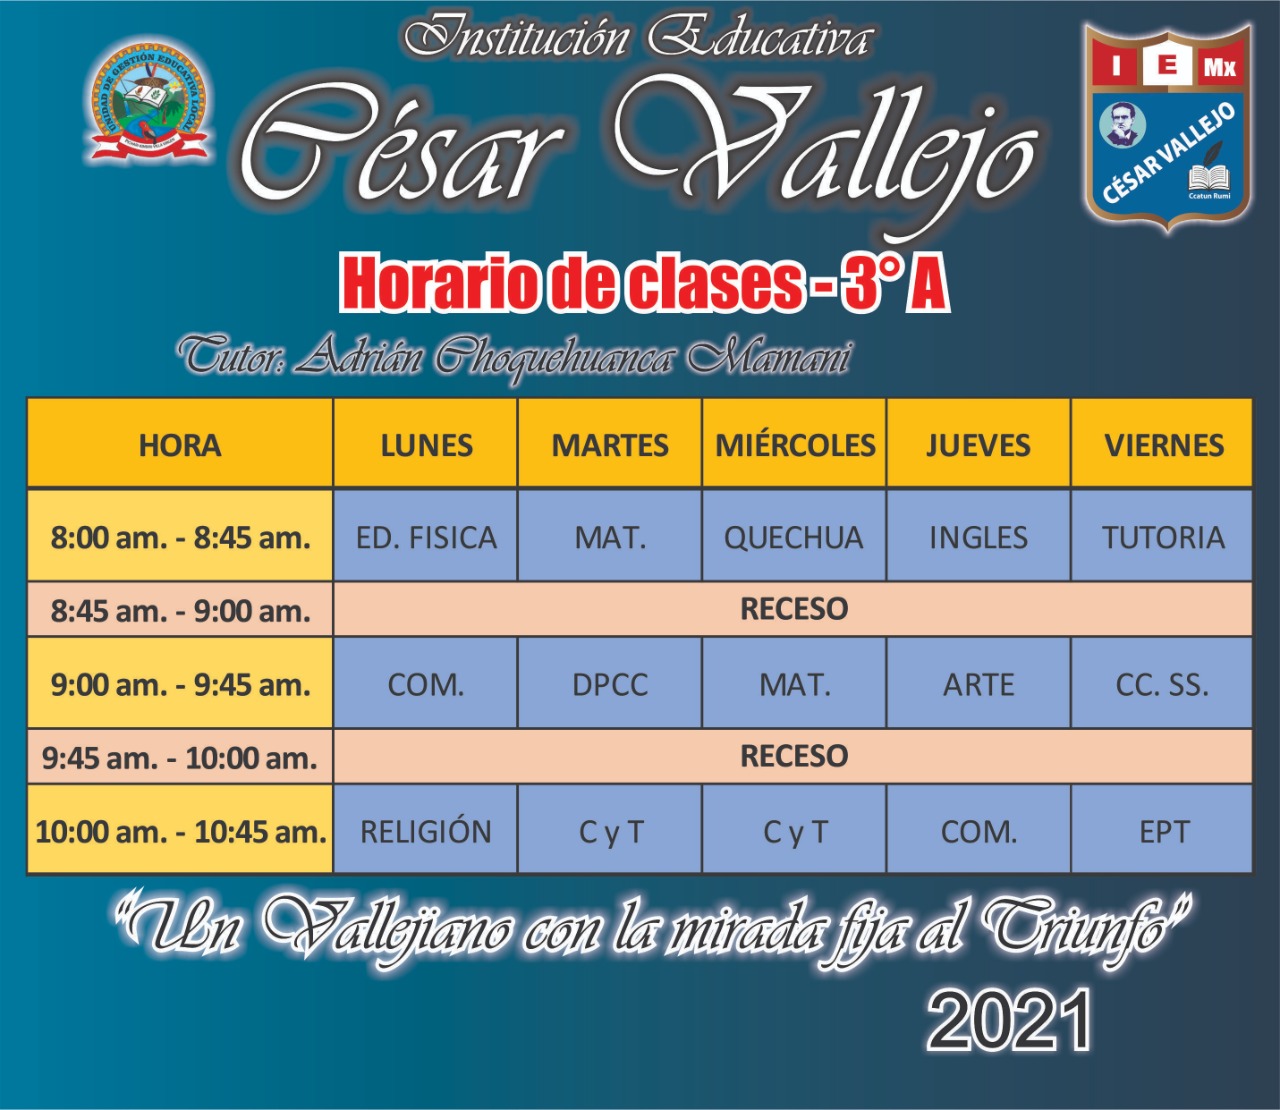 Institución Educativa
César Vallejo
UNIDAD DE GESTIÓN EDUCATIVA LOCAL
I E Mx
CÉSAR VALLEJO
Ccatun Rumi
Horario de clases - 3° A
Tutor: Adrián Choquehuanca Mamani
HORA LUNES MARTES MIÉRCOLES JUEVES VIERNES
8:00 am. - 8:45 am. ED. FISICA MAT. QUECHUA INGLES TUTORIA
8:45 am. - 9:00 am. RECESO
9:00 am. - 9:45 am. COM. DPCC MAT. ARTE CC. SS.
9:45 am. - 10:00 am. RECESO
10:00 am. - 10:45 am. RELIGIÓN C y T C y T COM. EPT
“Un Vallejiano con la mirada fija al Triunfo”
2021